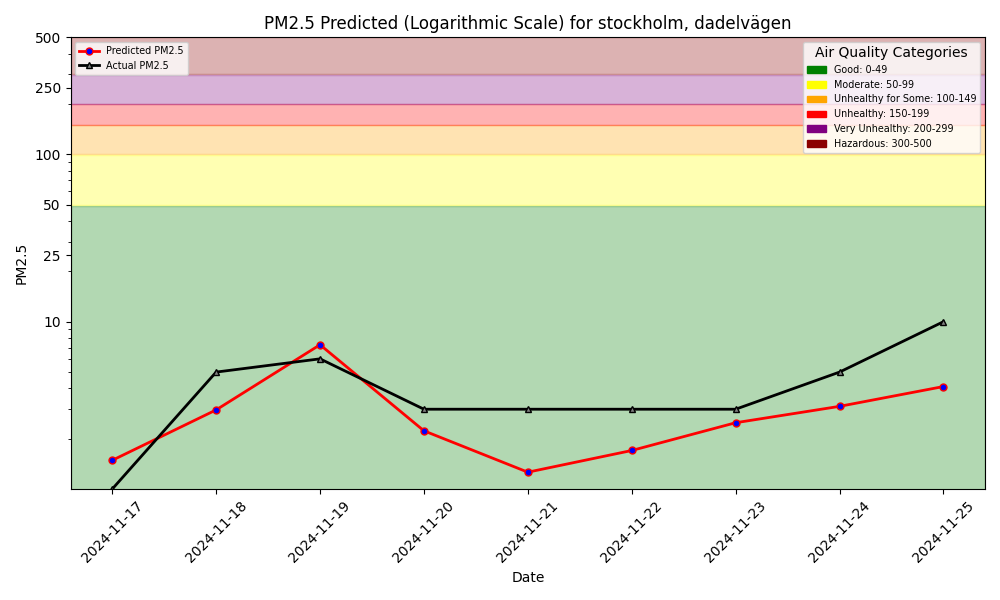 PM2.5 Predicted (Logarithmic Scale) for stockholm, dadelvägen
500
250
100
50
25
10
PM2.5
Predicted PM2.5
Actual PM2.5
Air Quality Categories
Good: 0-49
Moderate: 50-99
Unhealthy for Some: 100-149
Unhealthy: 150-199
Very Unhealthy: 200-299
Hazardous: 300-500
2024-11-17
2024-11-18
2024-11-19
2024-11-20
2024-11-21
2024-11-22
2024-11-23
2024-11-24
2024-11-25
Date